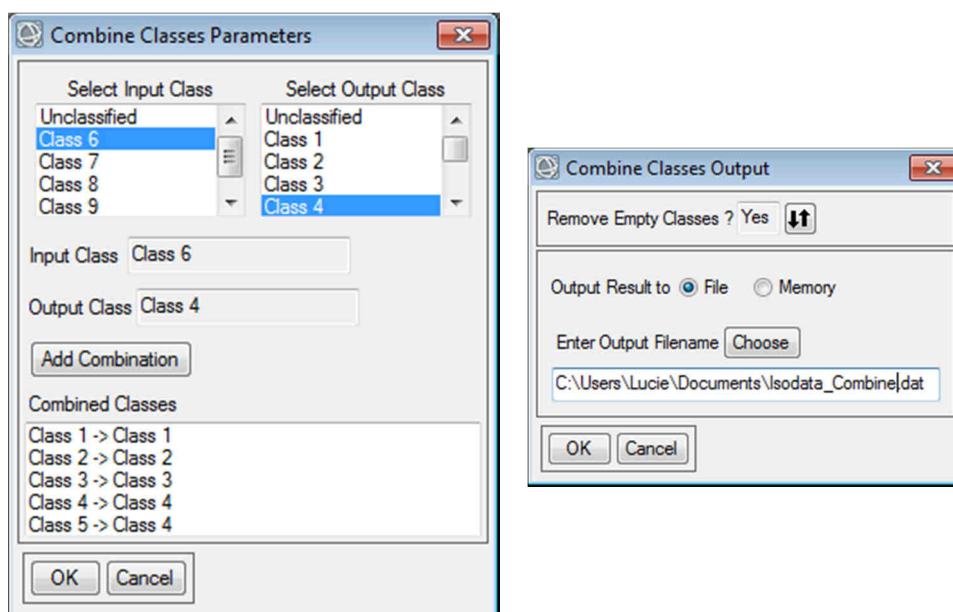 Combine Classes Parameters
Select Input Class
Unclassified
Class 6
Class 7
Class 8
Class 9
Select Output Class
Unclassified
Class 1
Class 2
Class 3
Class 4
Input Class Class 6
Output Class Class 4
Add Combination
Combined Classes
Class 1 -> Class 1
Class 2 -> Class 2
Class 3 -> Class 3
Class 4 -> Class 4
Class 5 -> Class 4
OK Cancel
Combine Classes Output
Remove Empty Classes ? Yes
Output Result to File Memory
Enter Output Filename Choose
C:\Users\Lucie\Documents\Isodata_Combine.dat
OK Cancel